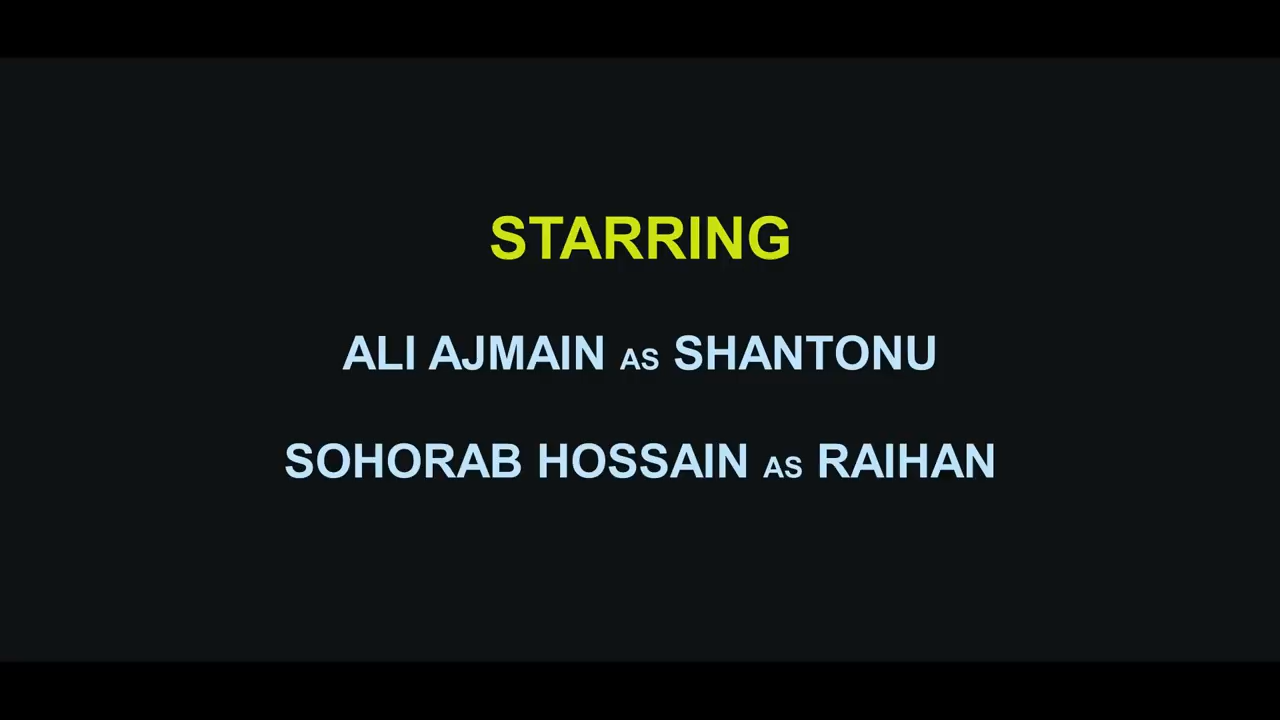 STARRING
ALI AJMAIN AS SHANTONU
SOHORAB HOSSAIN AS RAIHAN